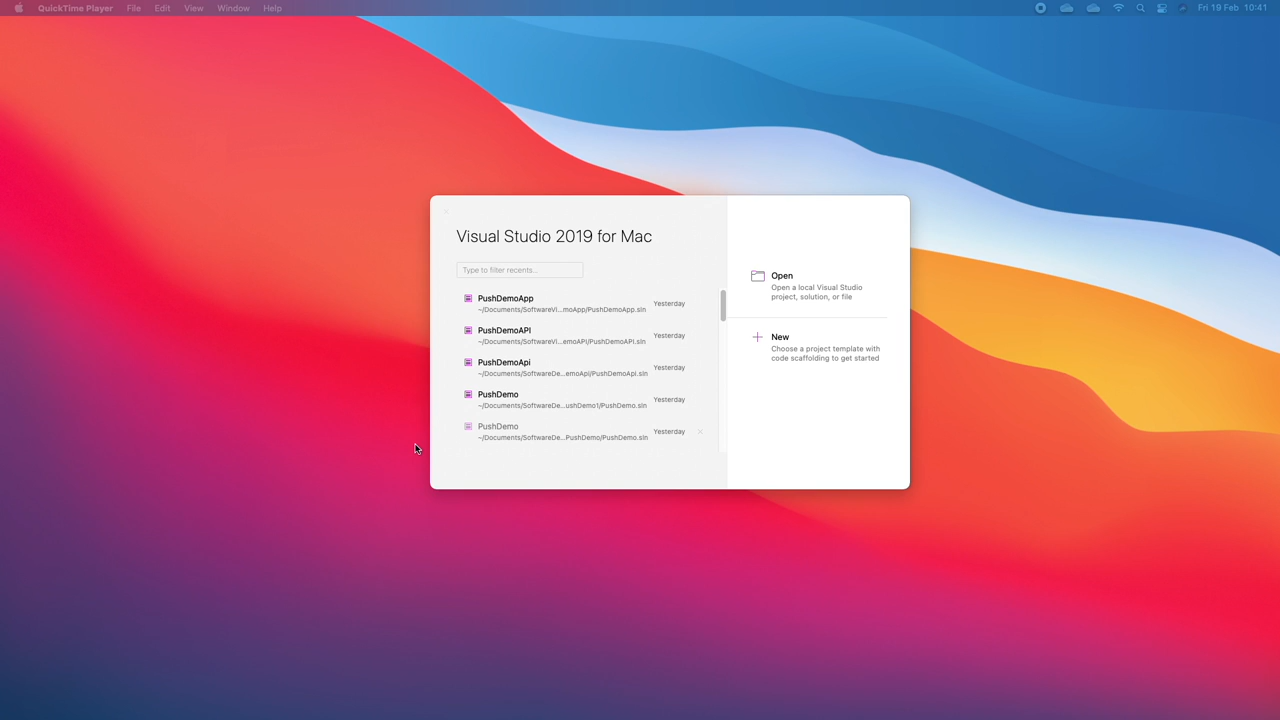 QuickTime Player File Edit View Window Help Fri 19 Feb 10:41
Visual Studio 2019 for Mac
Type to filter recents...
PushDemoApp
~/Documents/SoftwareVi...moApp/PushDemoApp.sln Yesterday
PushDemoAPI
~/Documents/SoftwareVi...emoAPI/PushDemoAPI.sln Yesterday
PushDemoApi
~/Documents/SoftwareDe...emoApi/PushDemoApi.sln Yesterday
PushDemo
~/Documents/SoftwareDe...ushDemo1/PushDemo.sln Yesterday
PushDemo
~/Documents/SoftwareDe...PushDemo/PushDemo.sln Yesterday
Open
Open a local Visual Studio
project, solution, or file
New
Choose a project template with
code scaffolding to get started